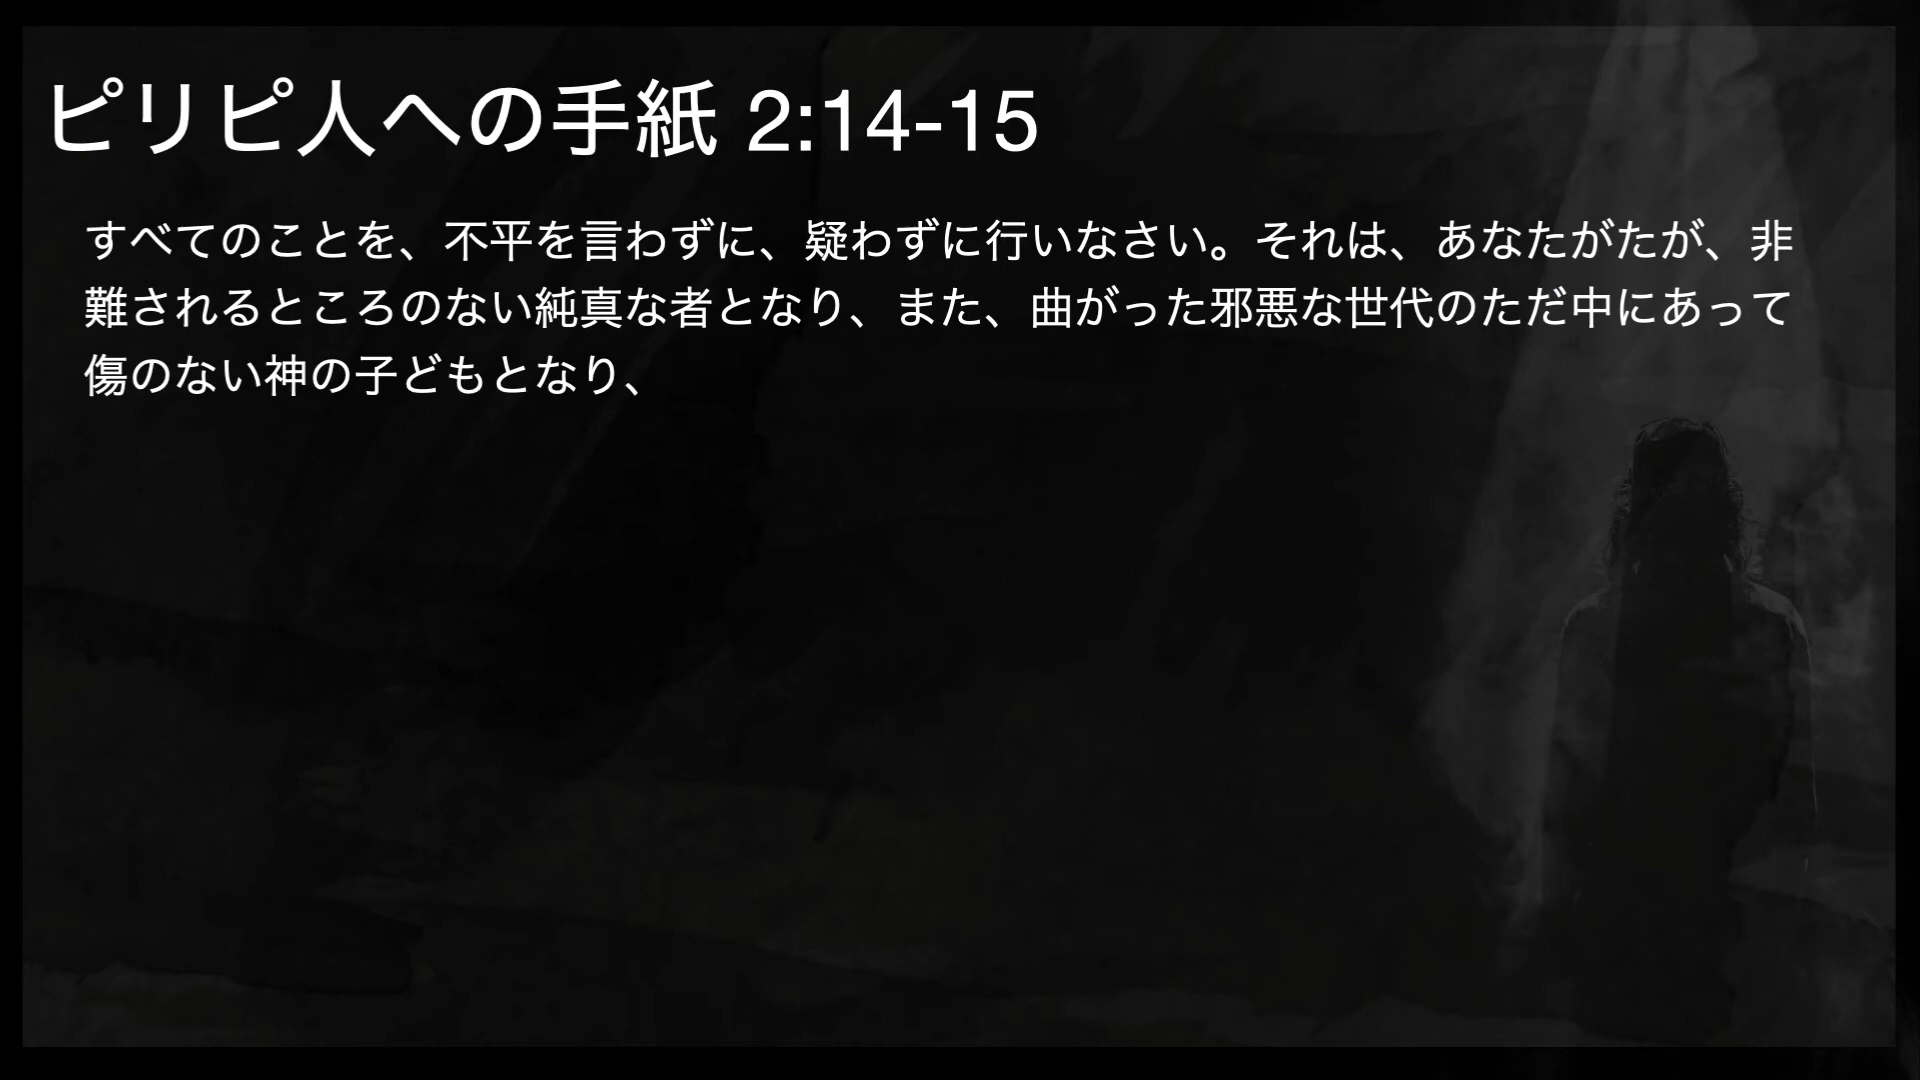 ピリピ人への手紙 2:14-15
すべてのことを、不平を言わずに、疑わずに行いなさい。それは、あなたがたが、非
難されるところのない純真な者となり、また、曲がった邪悪な世代のただ中にあって
傷のない神の子どもとなり、